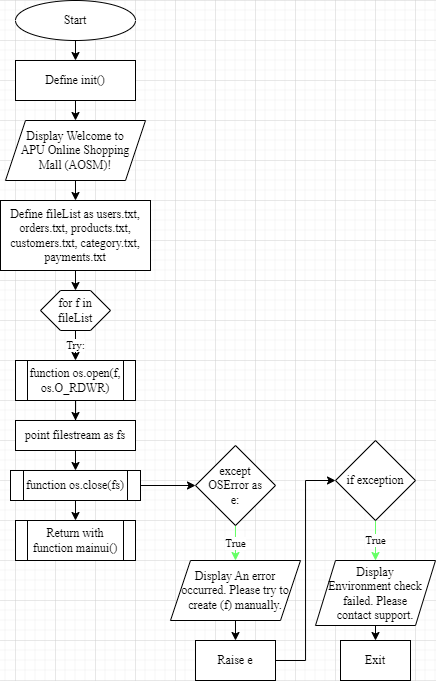 Start
Define init()
Display Welcome to
APU Online Shopping
Mall (AOSM)!
Define fileList as users.txt,
orders.txt, products.txt,
customers.txt, category.txt,
payments.txt
for f in
fileList
Try:
function os.open(f,
os.O_RDWR)
point filestream as fs
function os.close(fs)
Return with
function mainui()
except
OSError as
e:
True
Display An error
occurred. Please try to
create (f) manually.
Raise e
if exception
True
Display
Environment check
failed. Please
contact support.
Exit